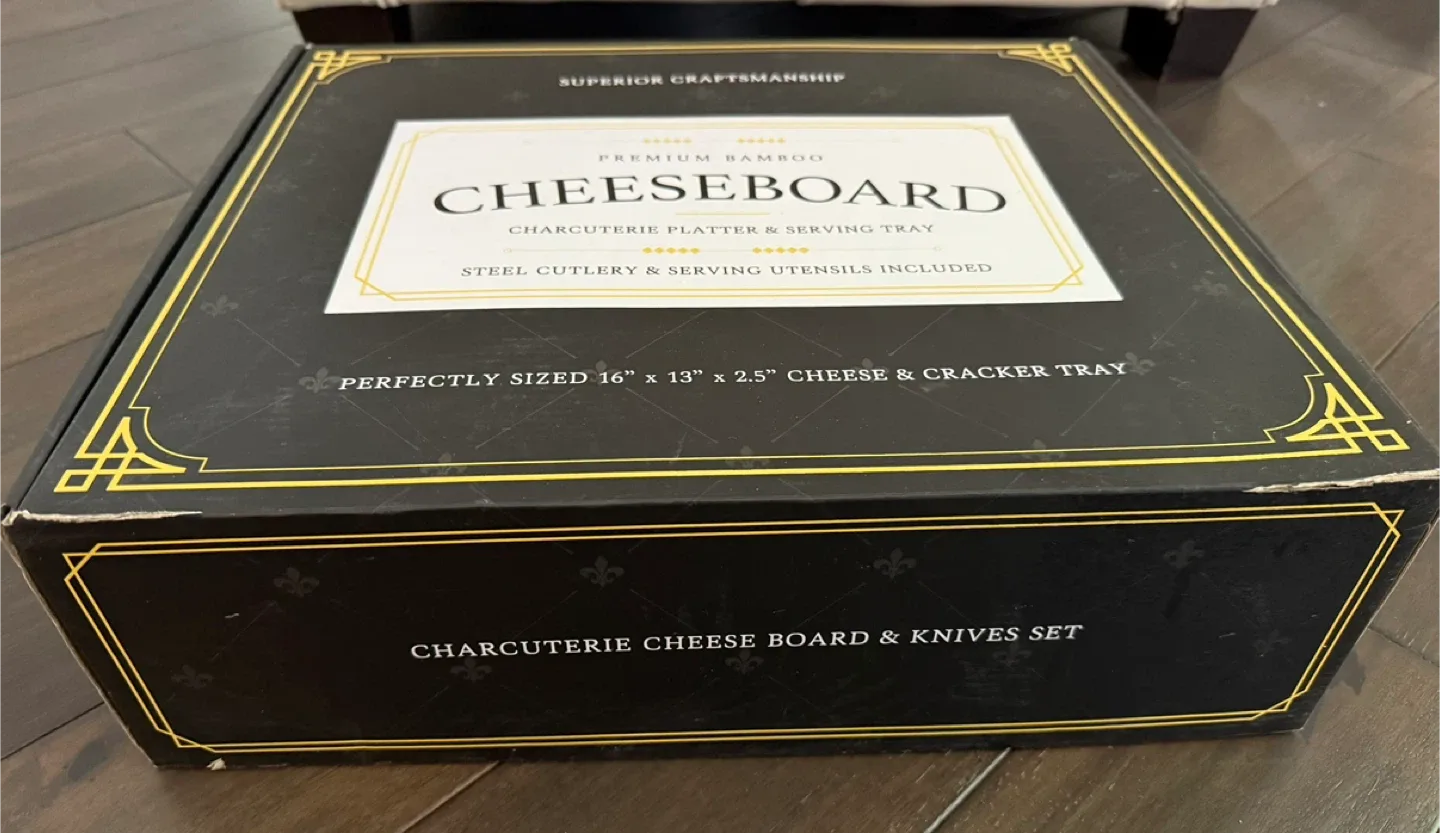 SUPERIOR CRAFTSMANSHIP
PREMIUM BAMBOO
CHEESEBOARD
CHARCUTERIE PLATTER & SERVING TRAY
STEEL CUTLERY & SERVING UTENSILS INCLUDED
PERFECTLY SIZED 16” x 13” x 2.5” CHEESE & CRACKER TRAY
CHARCUTERIE CHEESE BOARD & KNIVES SET